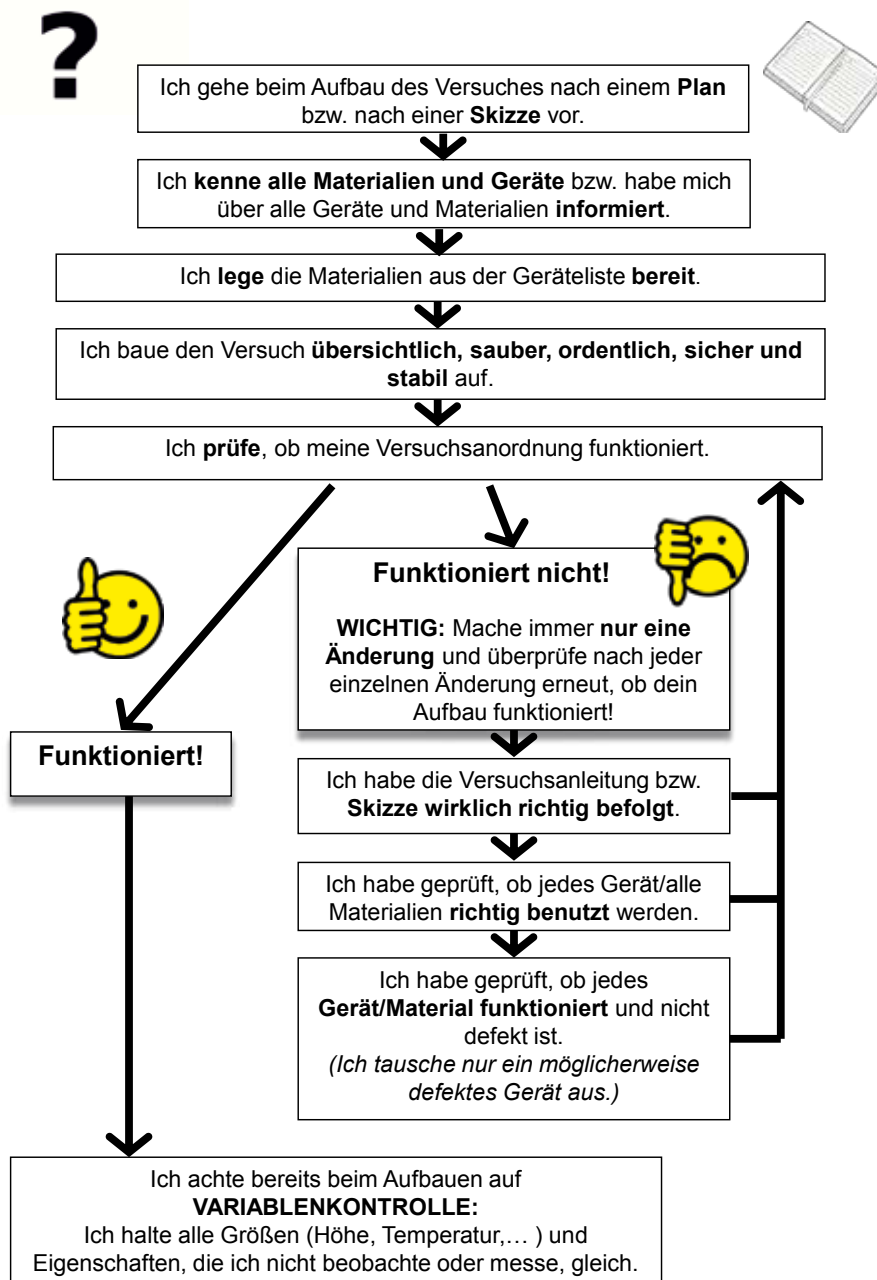 ?
Ich gehe beim Aufbau des Versuches nach einem Plan
bzw. nach einer Skizze vor.
Ich kenne alle Materialien und Geräte bzw. habe mich
über alle Geräte und Materialien informiert.
Ich lege die Materialien aus der Geräteliste bereit.
Ich baue den Versuch übersichtlich, sauber, ordentlich, sicher und
stabil auf.
Ich prüfe, ob meine Versuchsanordnung funktioniert.
Funktioniert nicht!
WICHTIG: Mache immer nur eine
Änderung und überprüfe nach jeder
einzelnen Änderung erneut, ob dein
Aufbau funktioniert!
Funktioniert!
Ich habe die Versuchsanleitung bzw.
Skizze wirklich richtig befolgt.
Ich habe geprüft, ob jedes Gerät/alle
Materialien richtig benutzt werden.
Ich habe geprüft, ob jedes
Gerät/Material funktioniert und nicht
defekt ist.
(Ich tausche nur ein möglicherweise
defektes Gerät aus.)
Ich achte bereits beim Aufbauen auf
VARIABLENKONTROLLE:
Ich halte alle Größen (Höhe, Temperatur,… ) und
Eigenschaften, die ich nicht beobachte oder messe, gleich.